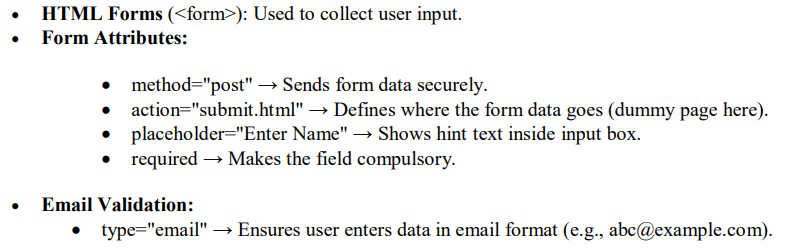 • HTML Forms (<form>): Used to collect user input.
• Form Attributes:
• method="post" → Sends form data securely.
• action="submit.html" → Defines where the form data goes (dummy page here).
• placeholder="Enter Name" → Shows hint text inside input box.
• required → Makes the field compulsory.
• Email Validation:
• type="email" → Ensures user enters data in email format (e.g., abc@example.com).